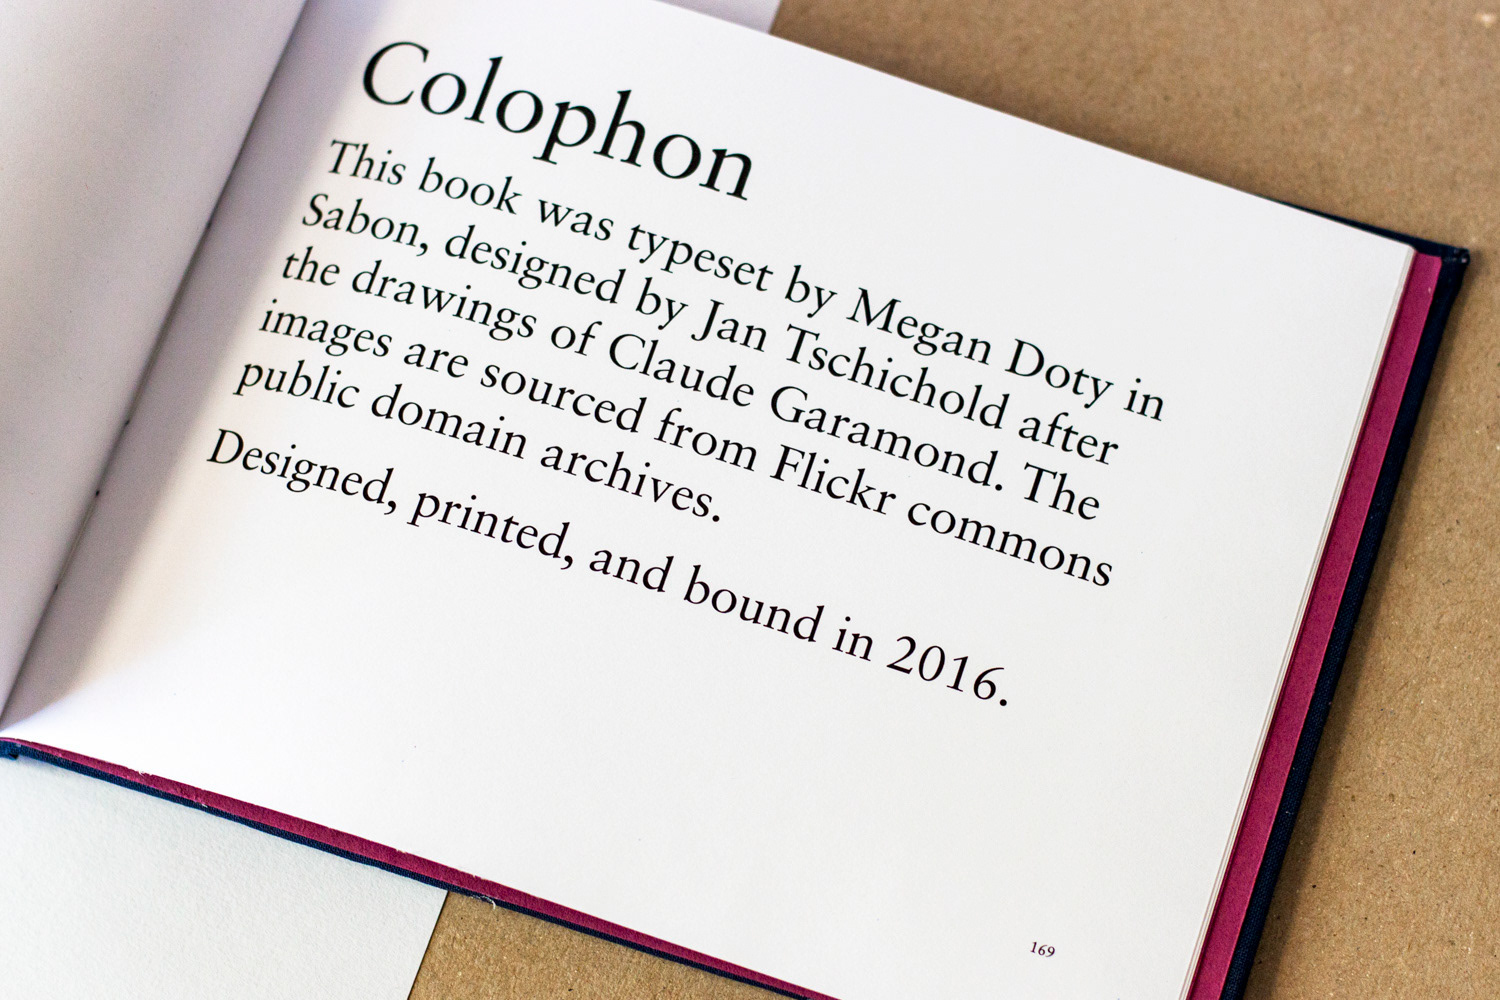 Colophon
This book was typeset by Megan Doty in
Sabon, designed by Jan Tschichold after
the drawings of Claude Garamond. The
images are sourced from Flickr commons
public domain archives.
Designed, printed, and bound in 2016.
169